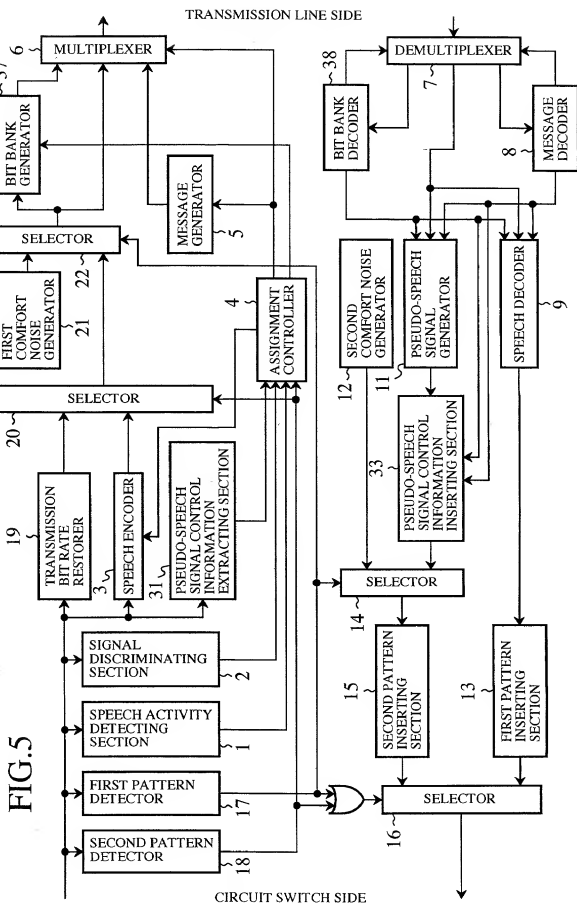 TRANSMISSION LINE SIDE
6
MULTIPLEXER
37
BIT BANK
GENERATOR
MESSAGE
GENERATOR
5
SELECTOR
22
FIRST
COMFORT
NOISE
GENERATOR
21
4
ASSIGNMENT
CONTROLLER
SELECTOR
20
19
TRANSMISSION
BIT RATE
RESTORER
3
SPEECH ENCODER
31
PSEUDO-SPEECH
SIGNAL CONTROL
INFORMATION
EXTRACTING SECTION
SIGNAL
DISCRIMINATING
SECTION
2
SPEECH ACTIVITY
DETECTING
SECTION
1
FIRST PATTERN
DETECTOR
17
SECOND PATTERN
DETECTOR
18
FIG.5
DEMULTIPLEXER
7
38
BIT BANK
DECODER
MESSAGE
DECODER
8
SECOND
COMFORT NOISE
GENERATOR
12
PSEUDO-SPEECH
SIGNAL
GENERATOR
11
SPEECH DECODER
9
33
PSEUDO-SPEECH
SIGNAL CONTROL
INFORMATION
INSERTING SECTION
SELECTOR
14
15
SECOND PATTERN
INSERTING
SECTION
13
FIRST PATTERN
INSERTING
SECTION
SELECTOR
16
CIRCUIT SWITCH SIDE